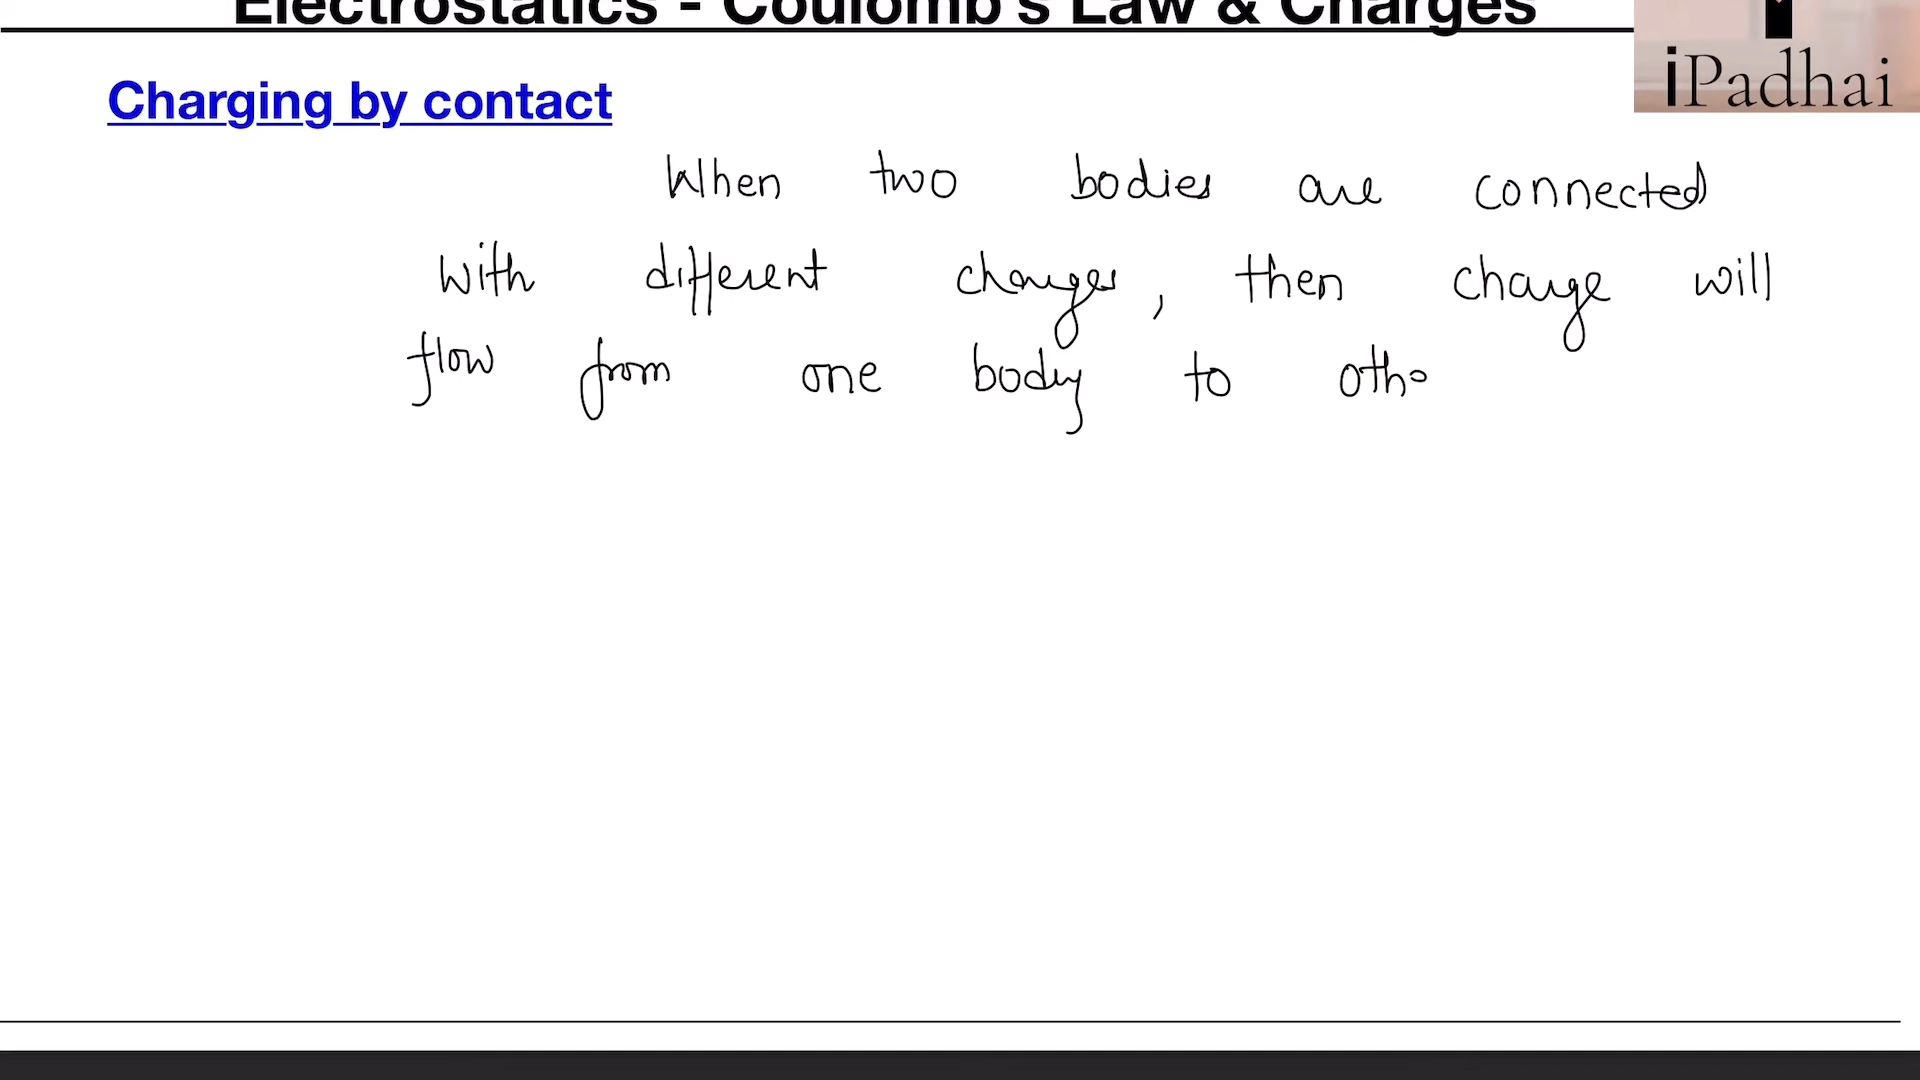 Electrostatics - Coulomb's Law & Charges
iPadhai
Charging by contact
When two bodies are connected
with different charges, then charge will
flow from one body to othe